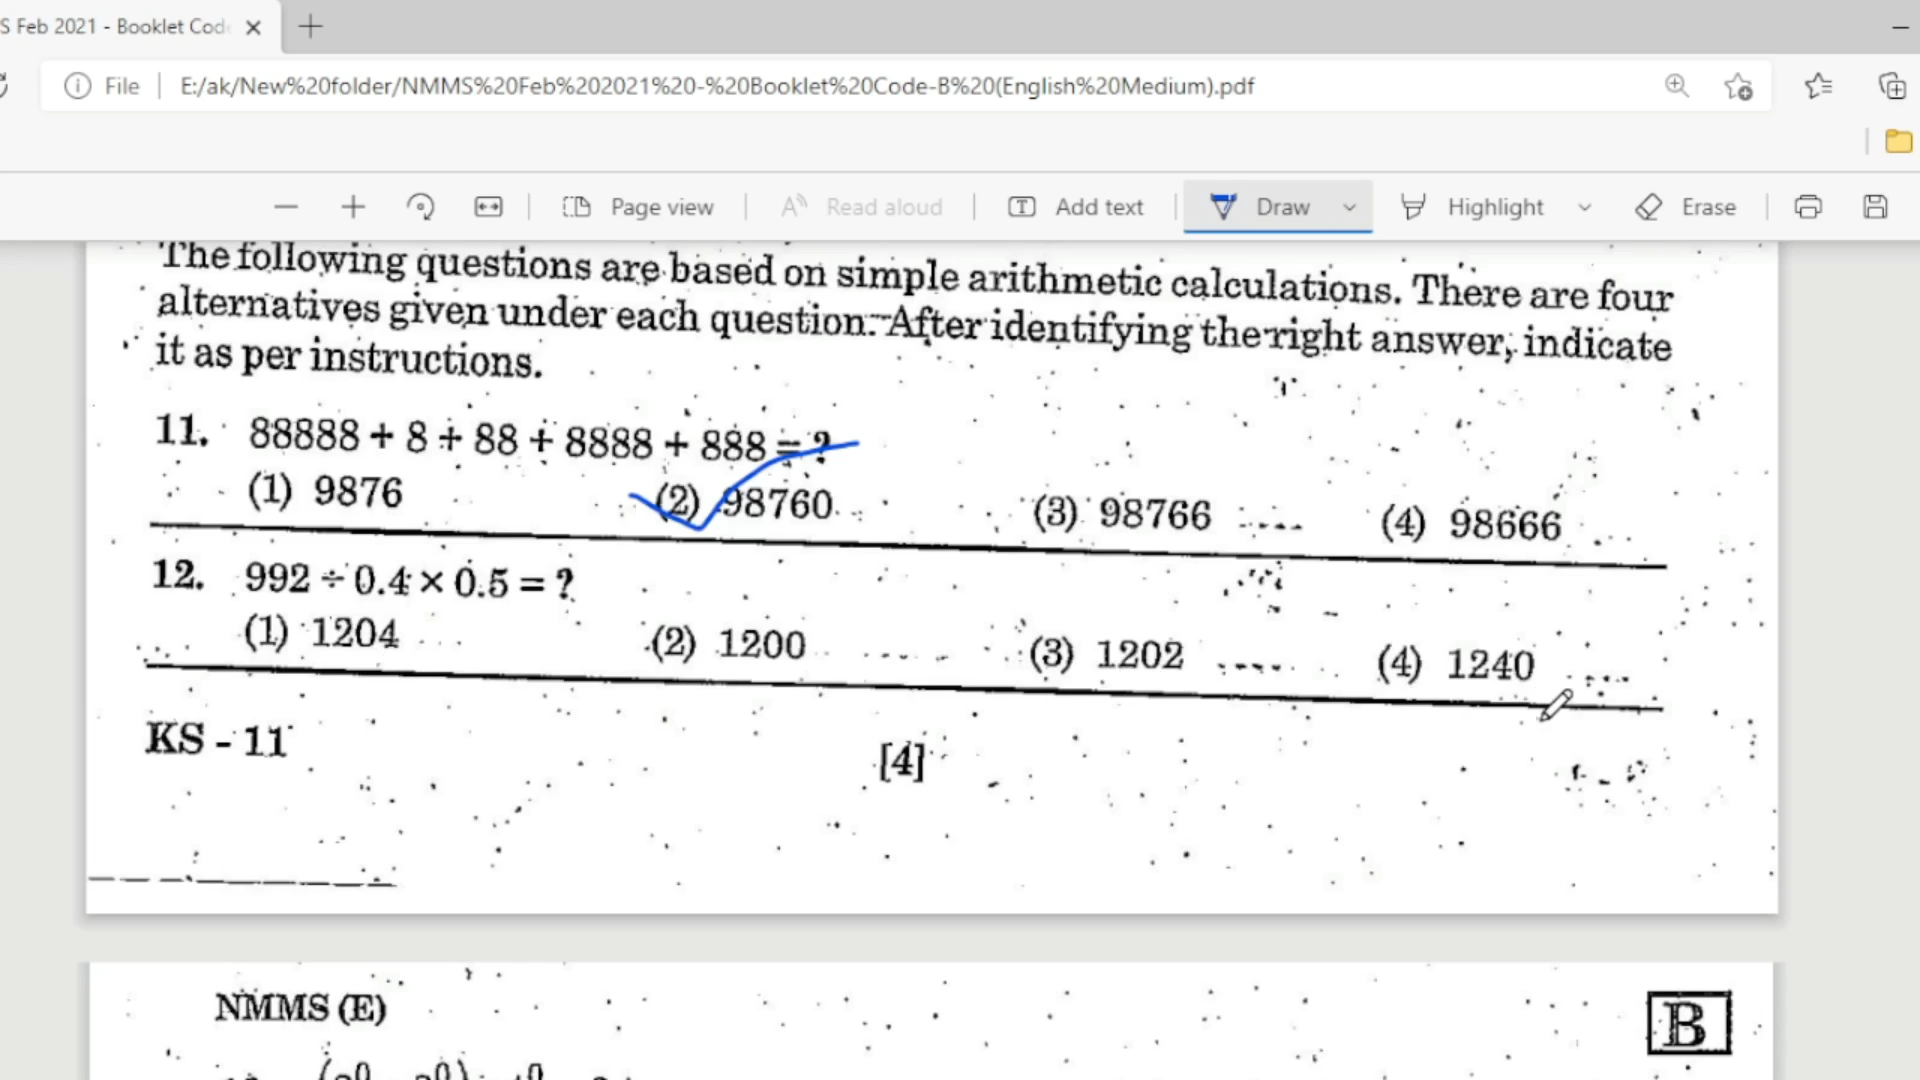 S Feb 2021 - Booklet Cod
File E:/ak/New%20folder/NMMS%20Feb%202021%20-%20Booklet%20Code-B%20(English%20Medium).pdf
Page view Read aloud Add text Draw Highlight Erase
The following questions are based on simple arithmetic calculations. There are four
alternatives given under each question. After identifying the right answer, indicate
it as per instructions.
11. 88888 + 8 + 88 + 8888 + 888 = ?
(1) 9876 (2) 98760 (3) 98766 (4) 98666
12. 992 ÷ 0.4 × 0.5 = ?
(1) 1204 (2) 1200 (3) 1202 (4) 1240
KS - 11 [4]
NMMS (E) B